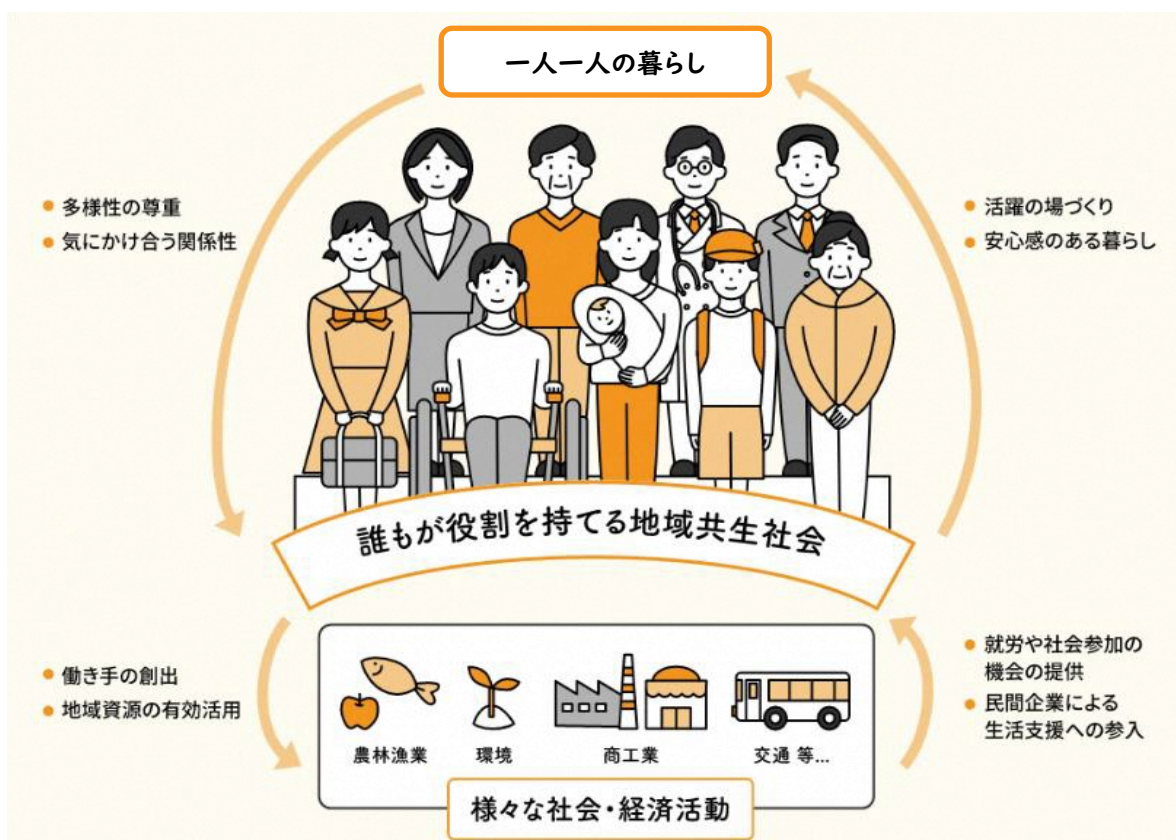 一人一人の暮らし
多様性の尊重
気にかけ合う関係性
活躍の場づくり
安心感のある暮らし
誰もが役割を持てる地域共生社会
働き手の創出
地域資源の有効活用
就労や社会参加の
機会の提供
民間企業による
生活支援への参入
農林漁業
環境
商工業
交通 等...
様々な社会・経済活動